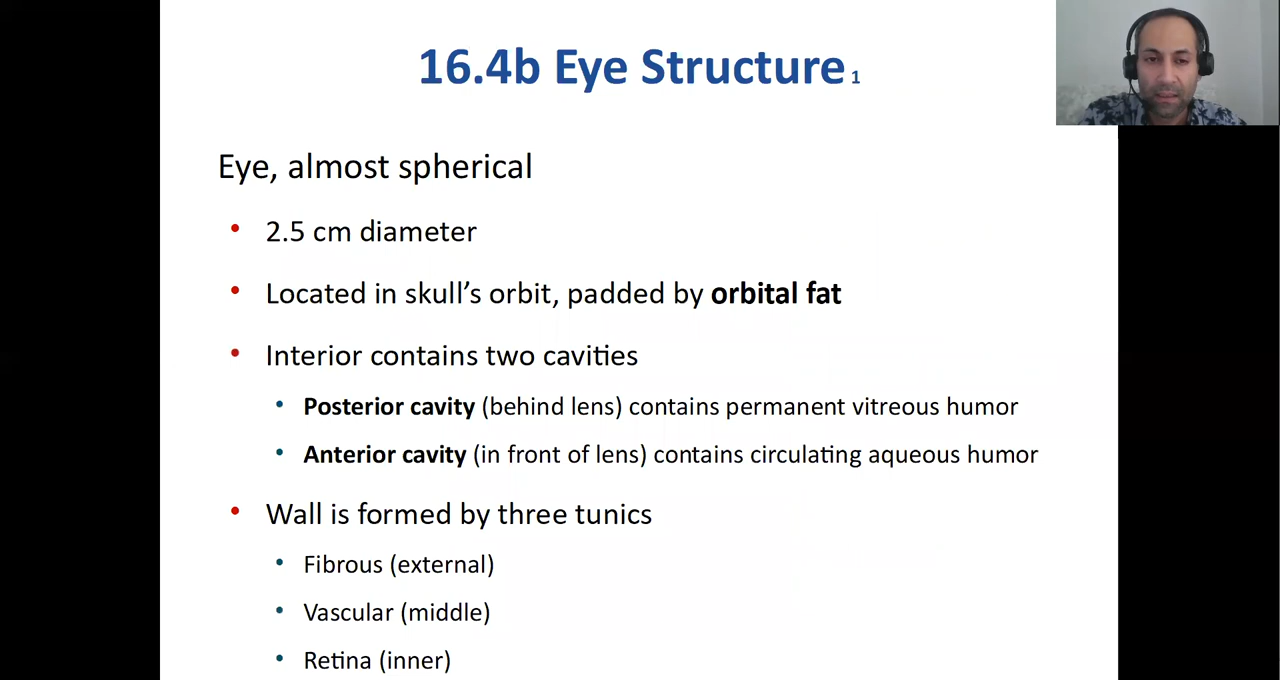 16.4b Eye Structure 1
Eye, almost spherical
• 2.5 cm diameter
• Located in skull’s orbit, padded by orbital fat
• Interior contains two cavities
• Posterior cavity (behind lens) contains permanent vitreous humor
• Anterior cavity (in front of lens) contains circulating aqueous humor
• Wall is formed by three tunics
• Fibrous (external)
• Vascular (middle)
• Retina (inner)